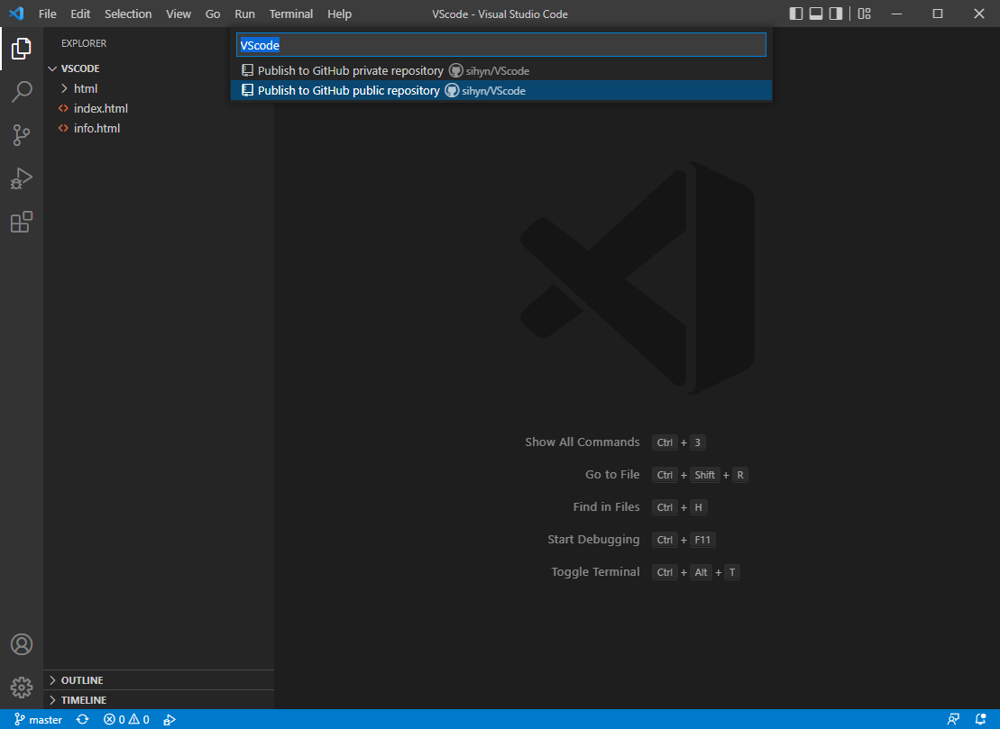 File Edit Selection View Go Run Terminal Help VScode - Visual Studio Code
VScode
Publish to GitHub private repository sihyn/VScode
Publish to GitHub public repository sihyn/VScode
EXPLORER
VSCODE
html
index.html
info.html
Show All Commands Ctrl + 3
Go to File Ctrl + Shift + R
Find in Files Ctrl + H
Start Debugging Ctrl + F11
Toggle Terminal Ctrl + Alt + T
OUTLINE
TIMELINE
master 0 0